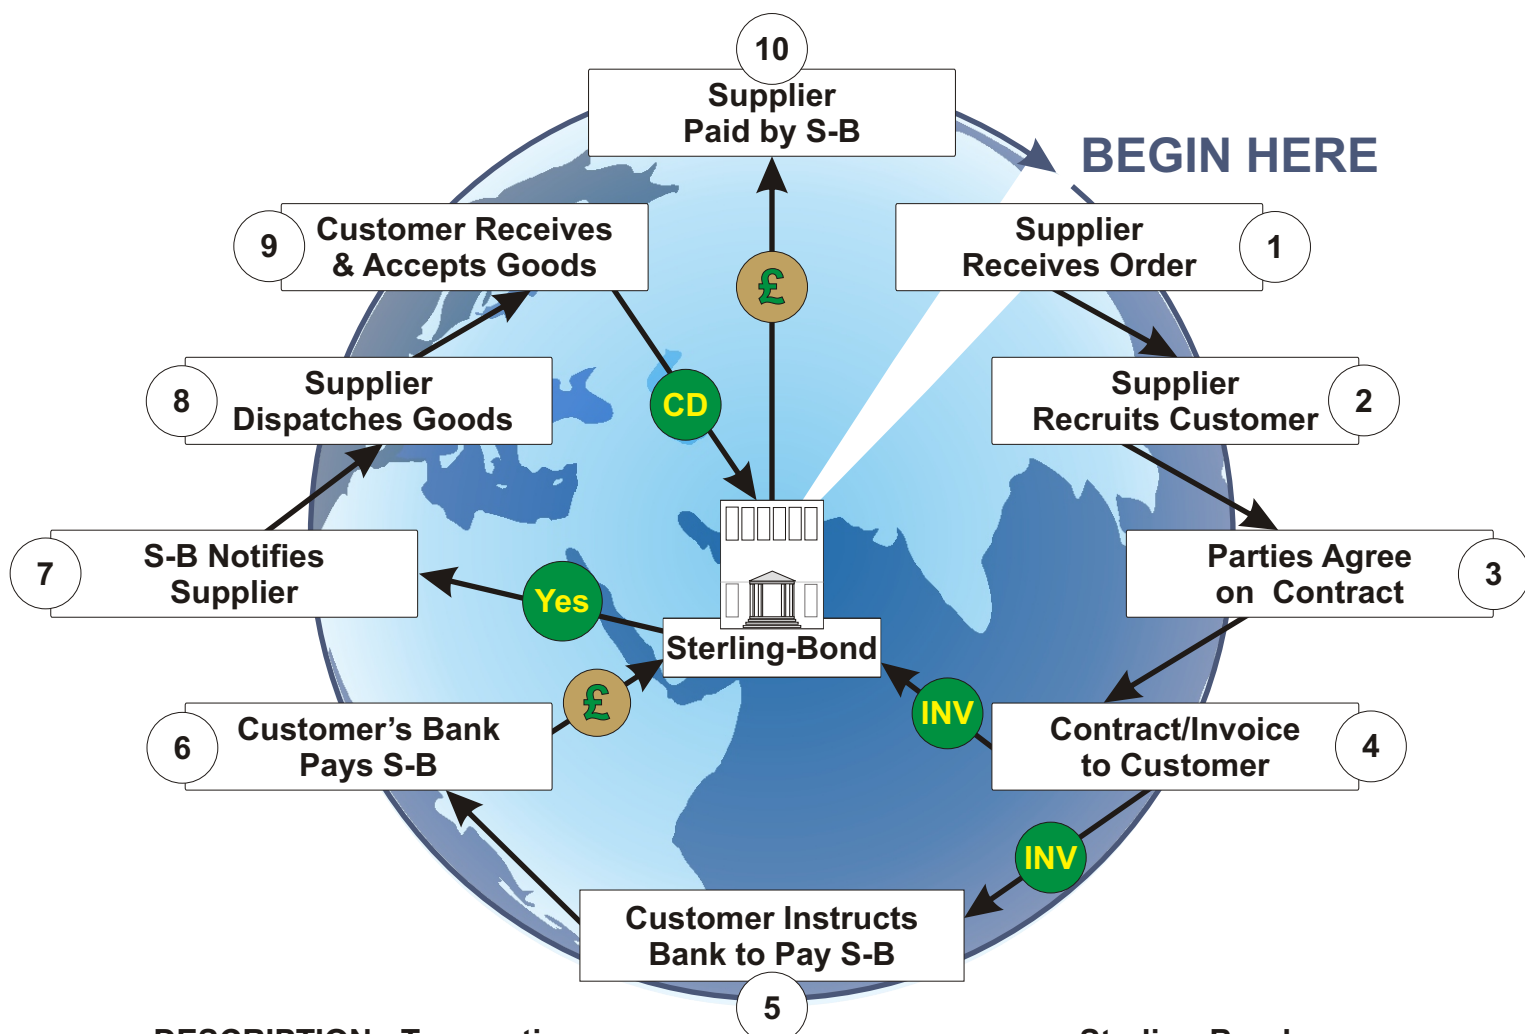 10
Supplier
Paid by S-B
BEGIN HERE
9
Customer Receives
& Accepts Goods
Supplier
Receives Order
1
£
8
Supplier
Dispatches Goods
CD
Supplier
Recruits Customer
2
7
S-B Notifies
Supplier
Yes
Parties Agree
on Contract
3
Sterling-Bond
£
INV
6
Customer's Bank
Pays S-B
Contract/Invoice
to Customer
4
INV
Customer Instructs
Bank to Pay S-B
5